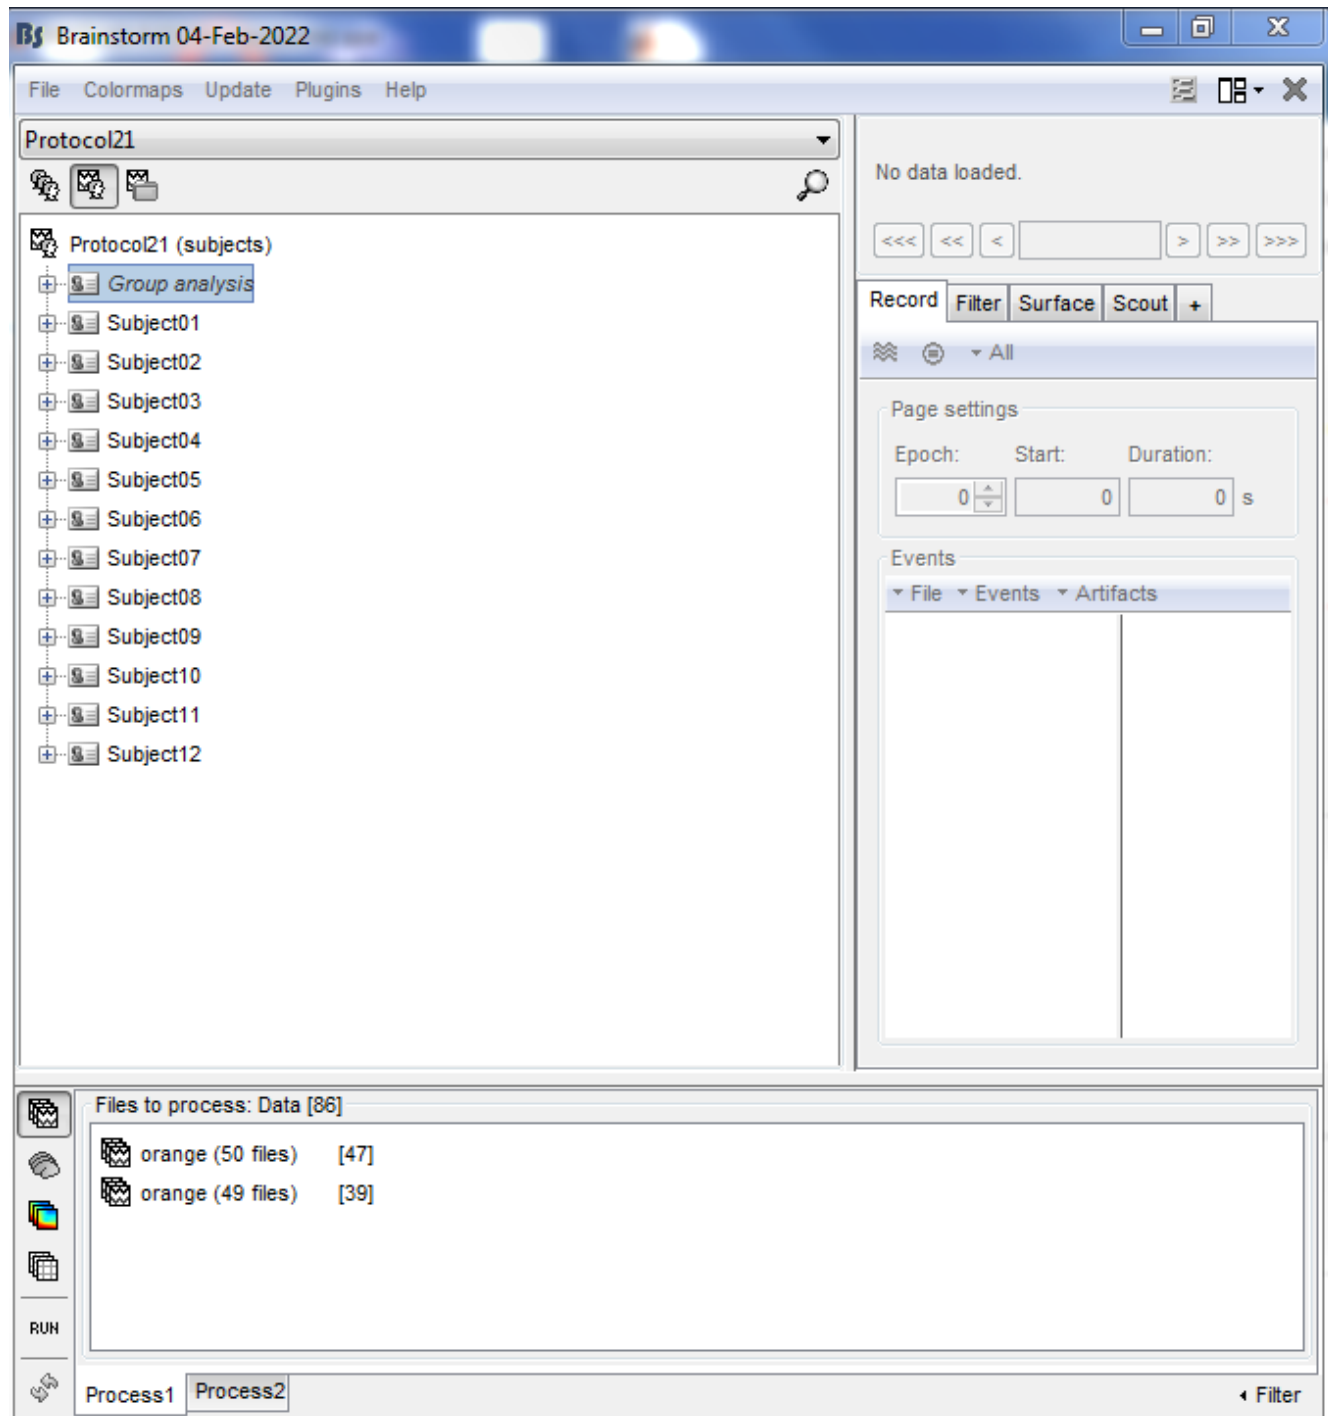 Brainstorm 04-Feb-2022
File Colormaps Update Plugins Help
Protocol21
Protocol21 (subjects)
Group analysis
Subject01
Subject02
Subject03
Subject04
Subject05
Subject06
Subject07
Subject08
Subject09
Subject10
Subject11
Subject12
No data loaded.
<<< << < > >> >>>
Record Filter Surface Scout +
All
Page settings
Epoch: Start: Duration:
0 0 0 s
Events
File Events Artifacts
Files to process: Data [86]
orange (50 files) [47]
orange (49 files) [39]
RUN
Process1 Process2 Filter